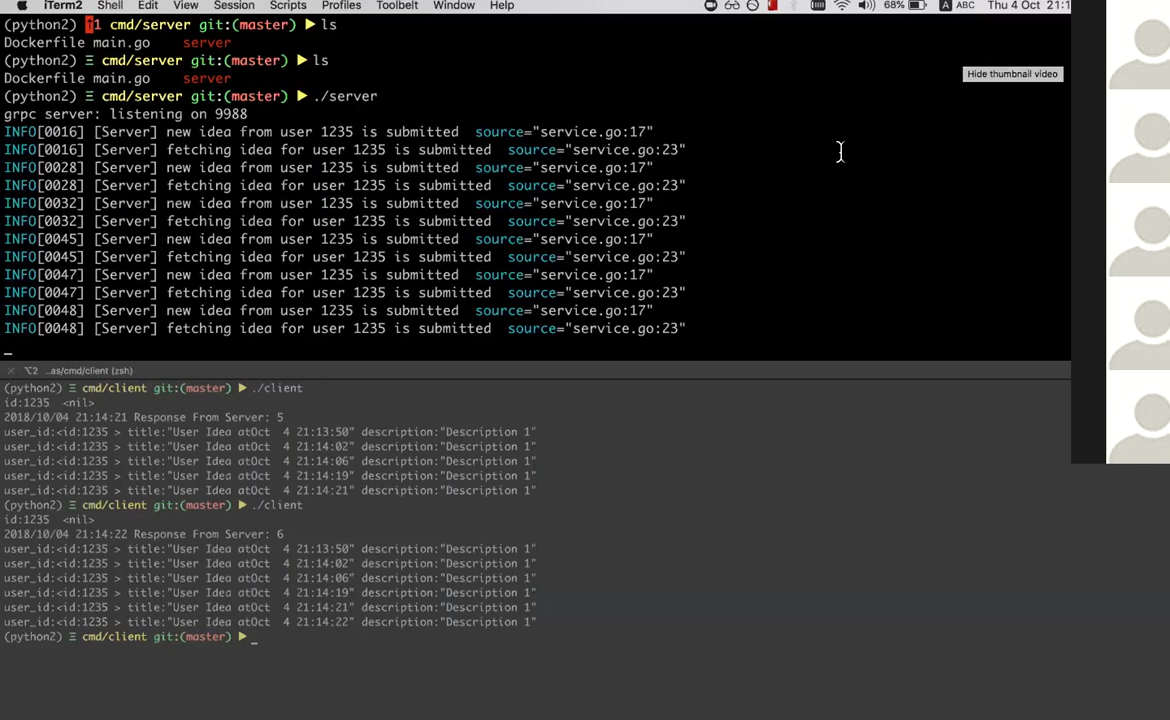 iTerm2 Shell Edit View Session Scripts Profiles Toolbelt Window Help 68% A ABC Thu 4 Oct
(python2) ↑1 cmd/server git:(master) ▶ ls
Dockerfile main.go server
(python2) Ξ cmd/server git:(master) ▶ ls
Dockerfile main.go server
(python2) Ξ cmd/server git:(master) ▶ ./server
grpc server: listening on 9988
INFO[0016] [Server] new idea from user 1235 is submitted source="service.go:17"
INFO[0016] [Server] fetching idea for user 1235 is submitted source="service.go:23"
INFO[0028] [Server] new idea from user 1235 is submitted source="service.go:17"
INFO[0028] [Server] fetching idea for user 1235 is submitted source="service.go:23"
INFO[0032] [Server] new idea from user 1235 is submitted source="service.go:17"
INFO[0032] [Server] fetching idea for user 1235 is submitted source="service.go:23"
INFO[0045] [Server] new idea from user 1235 is submitted source="service.go:17"
INFO[0045] [Server] fetching idea for user 1235 is submitted source="service.go:23"
INFO[0047] [Server] new idea from user 1235 is submitted source="service.go:17"
INFO[0047] [Server] fetching idea for user 1235 is submitted source="service.go:23"
INFO[0048] [Server] new idea from user 1235 is submitted source="service.go:17"
INFO[0048] [Server] fetching idea for user 1235 is submitted source="service.go:23"
Hide thumbnail video
⌥2 ..as/cmd/client (zsh)
(python2) Ξ cmd/client git:(master) ▶ ./client
id:1235 <nil>
2018/10/04 21:14:21 Response From Server: 5
user_id:<id:1235 > title:"User Idea atOct 4 21:13:50" description:"Description 1"
user_id:<id:1235 > title:"User Idea atOct 4 21:14:02" description:"Description 1"
user_id:<id:1235 > title:"User Idea atOct 4 21:14:06" description:"Description 1"
user_id:<id:1235 > title:"User Idea atOct 4 21:14:19" description:"Description 1"
user_id:<id:1235 > title:"User Idea atOct 4 21:14:21" description:"Description 1"
(python2) Ξ cmd/client git:(master) ▶ ./client
id:1235 <nil>
2018/10/04 21:14:22 Response From Server: 6
user_id:<id:1235 > title:"User Idea atOct 4 21:13:50" description:"Description 1"
user_id:<id:1235 > title:"User Idea atOct 4 21:14:02" description:"Description 1"
user_id:<id:1235 > title:"User Idea atOct 4 21:14:06" description:"Description 1"
user_id:<id:1235 > title:"User Idea atOct 4 21:14:19" description:"Description 1"
user_id:<id:1235 > title:"User Idea atOct 4 21:14:21" description:"Description 1"
user_id:<id:1235 > title:"User Idea atOct 4 21:14:22" description:"Description 1"
(python2) Ξ cmd/client git:(master) ▶ _